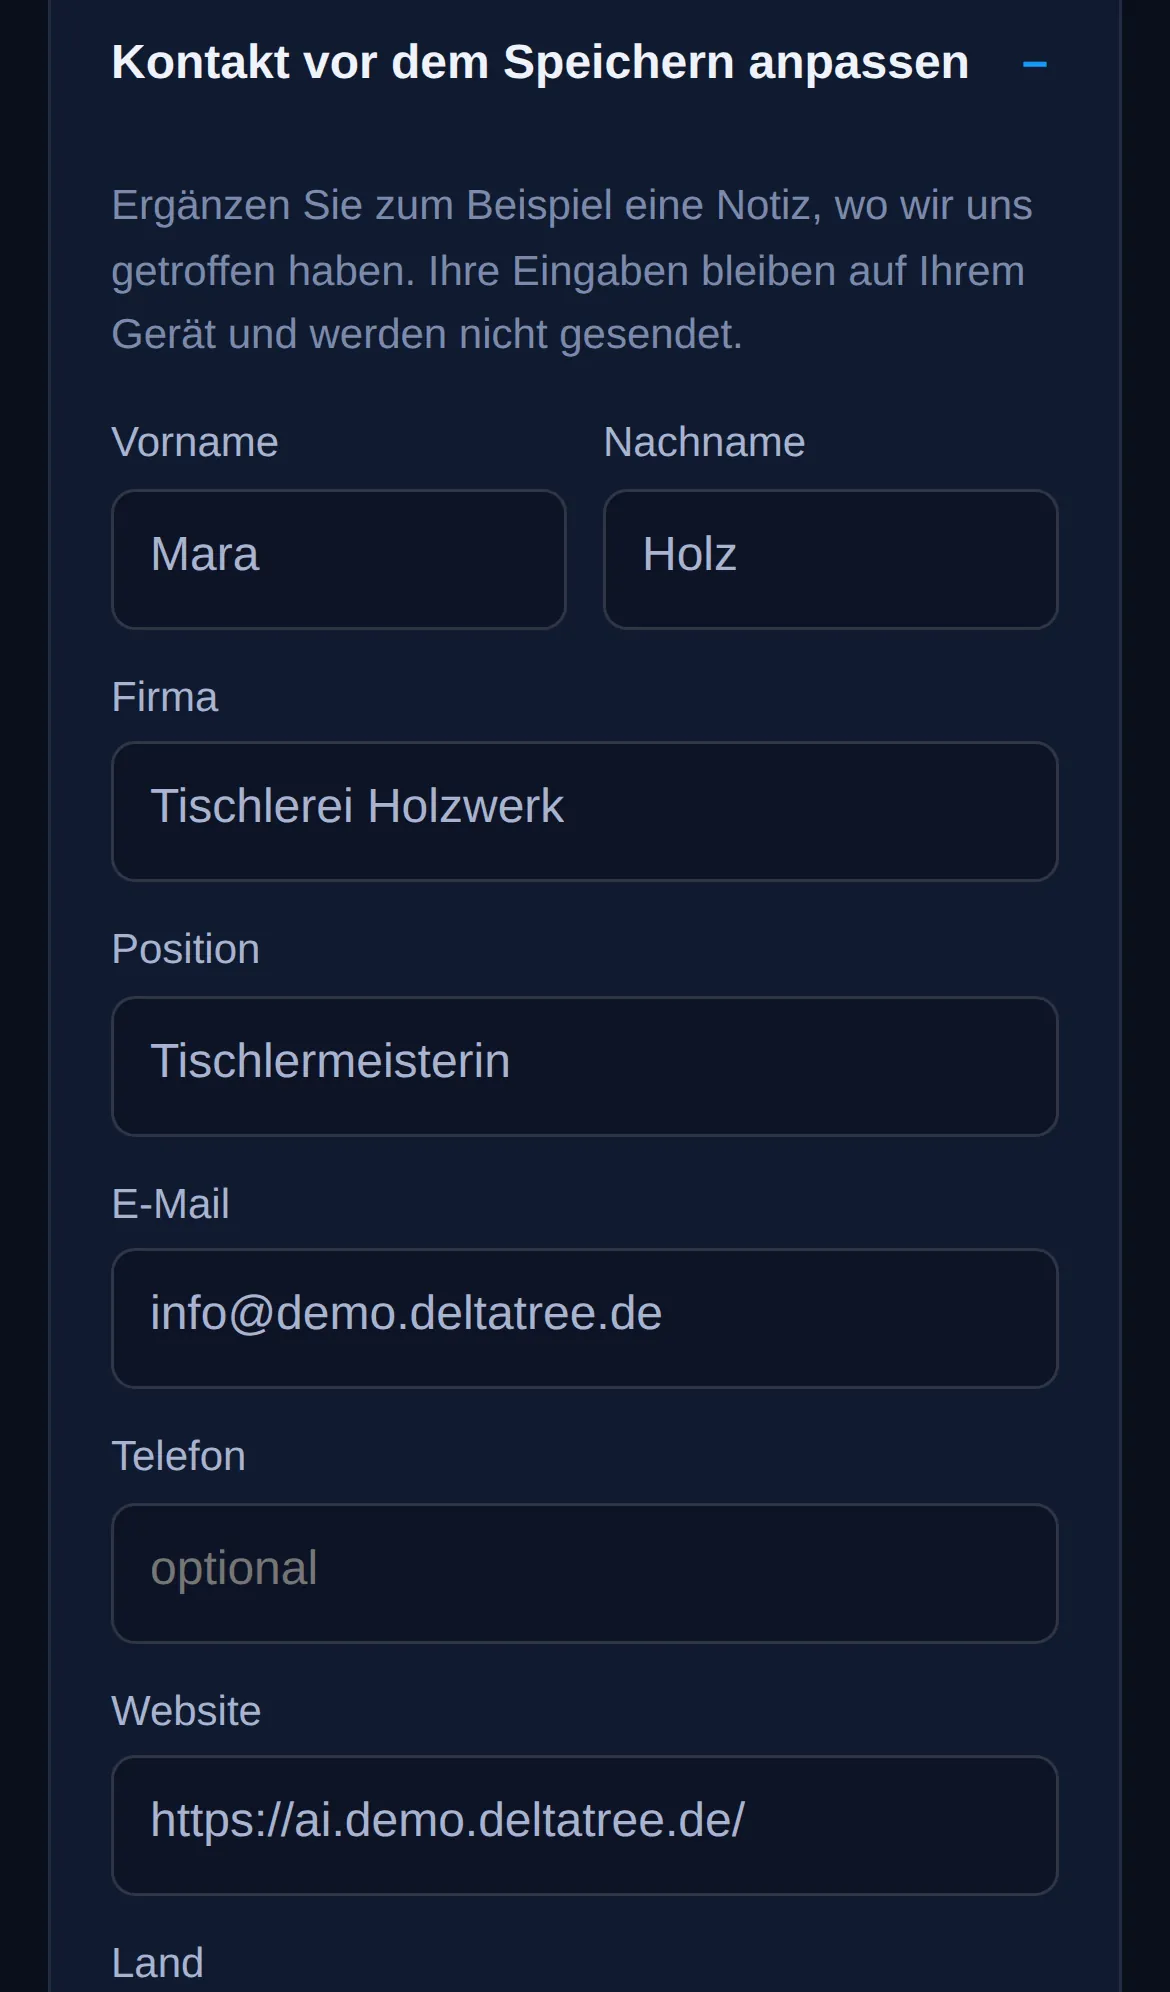 Kontakt vor dem Speichern anpassen –
Ergänzen Sie zum Beispiel eine Notiz, wo wir uns
getroffen haben. Ihre Eingaben bleiben auf Ihrem
Gerät und werden nicht gesendet.
Vorname Nachname
Mara Holz
Firma
Tischlerei Holzwerk
Position
Tischlermeisterin
E-Mail
info@demo.deltatree.de
Telefon
optional
Website
https://ai.demo.deltatree.de/
Land